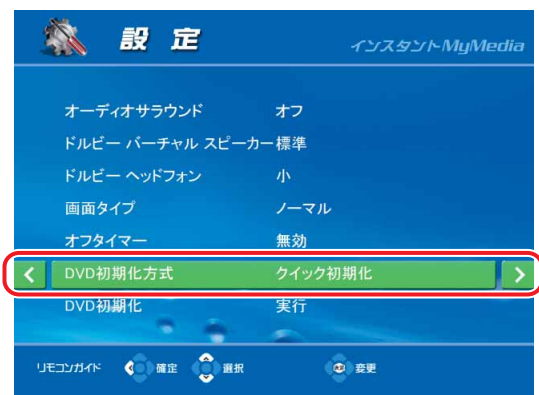 設 定
インスタントMyMedia
オーディオサラウンド オフ
ドルビー バーチャル スピーカー 標準
ドルビー ヘッドフォン 小
画面タイプ ノーマル
オフタイマー 無効
DVD初期化方式 クイック初期化
DVD初期化 実行
リモコンガイド 確定 選択 変更